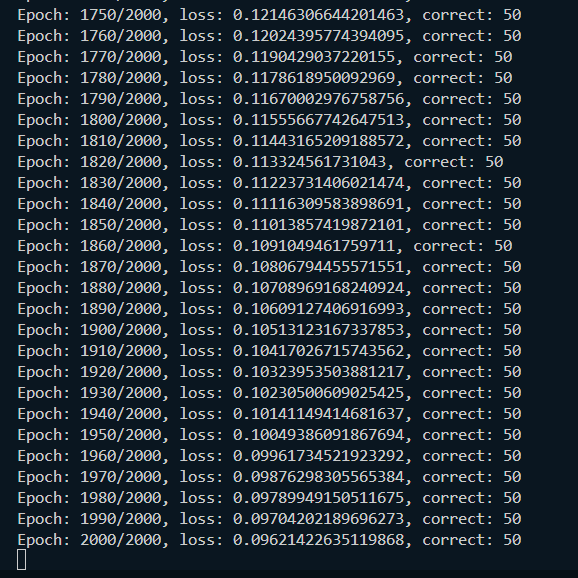 Epoch: 1750/2000, loss: 0.12146306644201463, correct: 50
Epoch: 1760/2000, loss: 0.12024395774394095, correct: 50
Epoch: 1770/2000, loss: 0.1190429037220155, correct: 50
Epoch: 1780/2000, loss: 0.1178618950092969, correct: 50
Epoch: 1790/2000, loss: 0.11670002976758756, correct: 50
Epoch: 1800/2000, loss: 0.11555667742647513, correct: 50
Epoch: 1810/2000, loss: 0.11443165209188572, correct: 50
Epoch: 1820/2000, loss: 0.113324561731043, correct: 50
Epoch: 1830/2000, loss: 0.11223731406021474, correct: 50
Epoch: 1840/2000, loss: 0.11116309583898691, correct: 50
Epoch: 1850/2000, loss: 0.11013857419872101, correct: 50
Epoch: 1860/2000, loss: 0.1091049461759711, correct: 50
Epoch: 1870/2000, loss: 0.10806794455571551, correct: 50
Epoch: 1880/2000, loss: 0.10708969168240924, correct: 50
Epoch: 1890/2000, loss: 0.10609127406916993, correct: 50
Epoch: 1900/2000, loss: 0.10513123167337853, correct: 50
Epoch: 1910/2000, loss: 0.10417026715743562, correct: 50
Epoch: 1920/2000, loss: 0.10323953503881217, correct: 50
Epoch: 1930/2000, loss: 0.10230500609025425, correct: 50
Epoch: 1940/2000, loss: 0.10141149414681637, correct: 50
Epoch: 1950/2000, loss: 0.10049386091867694, correct: 50
Epoch: 1960/2000, loss: 0.09961734521923292, correct: 50
Epoch: 1970/2000, loss: 0.09876298305565384, correct: 50
Epoch: 1980/2000, loss: 0.09789949150511675, correct: 50
Epoch: 1990/2000, loss: 0.09704202189696273, correct: 50
Epoch: 2000/2000, loss: 0.09621422635119868, correct: 50